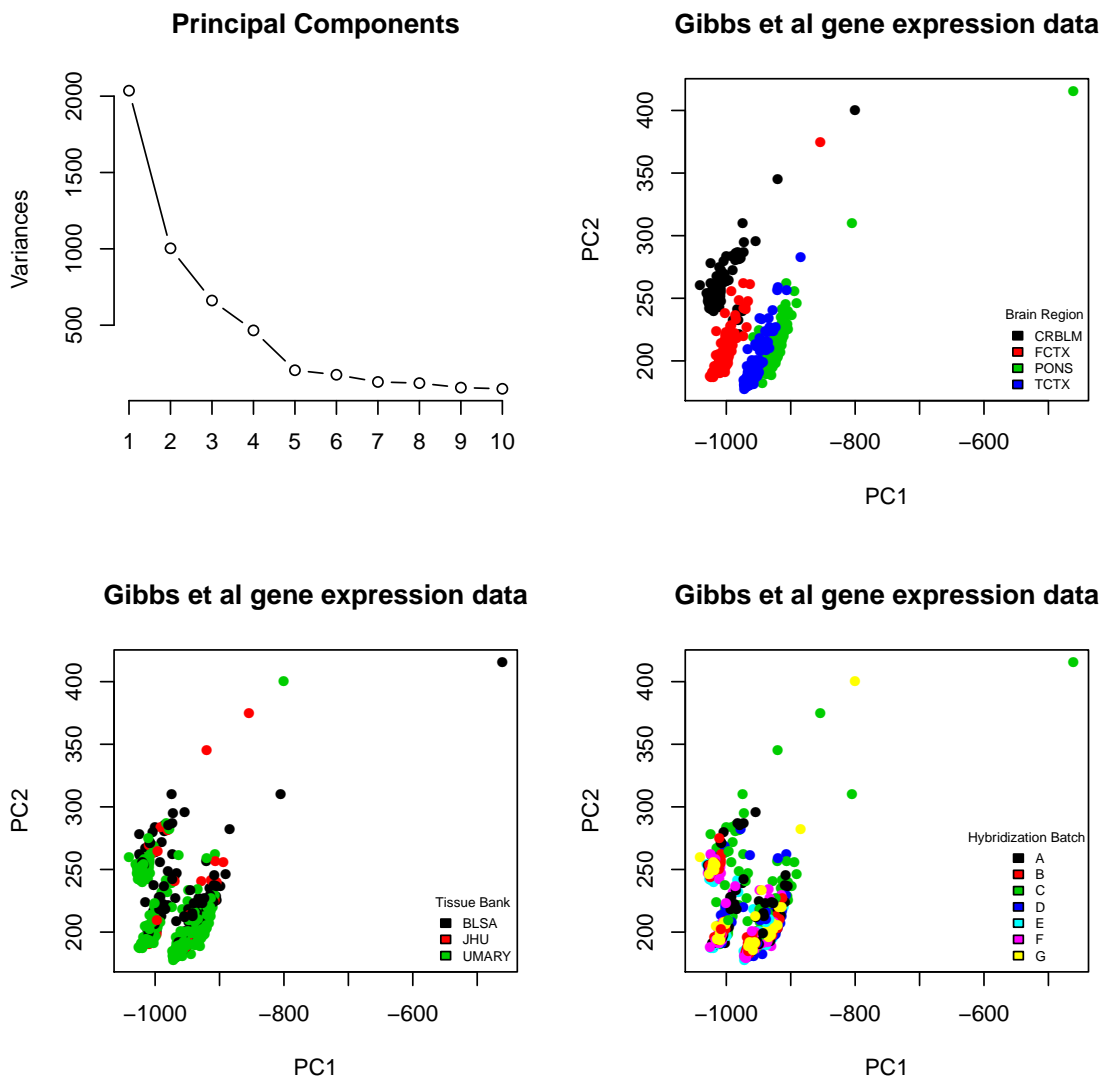 Principal Components
Variances
2000
1500
1000
500
1 2 3 4 5 6 7 8 9 10
Gibbs et al gene expression data
PC2
400
350
300
250
200
Brain Region
CRBLM
FCTX
PONS
TCTX
−1000 −800 −600
PC1
Gibbs et al gene expression data
PC2
400
350
300
250
200
Tissue Bank
BLSA
JHU
UMARY
−1000 −800 −600
PC1
Gibbs et al gene expression data
PC2
400
350
300
250
200
Hybridization Batch
A
B
C
D
E
F
G
−1000 −800 −600
PC1